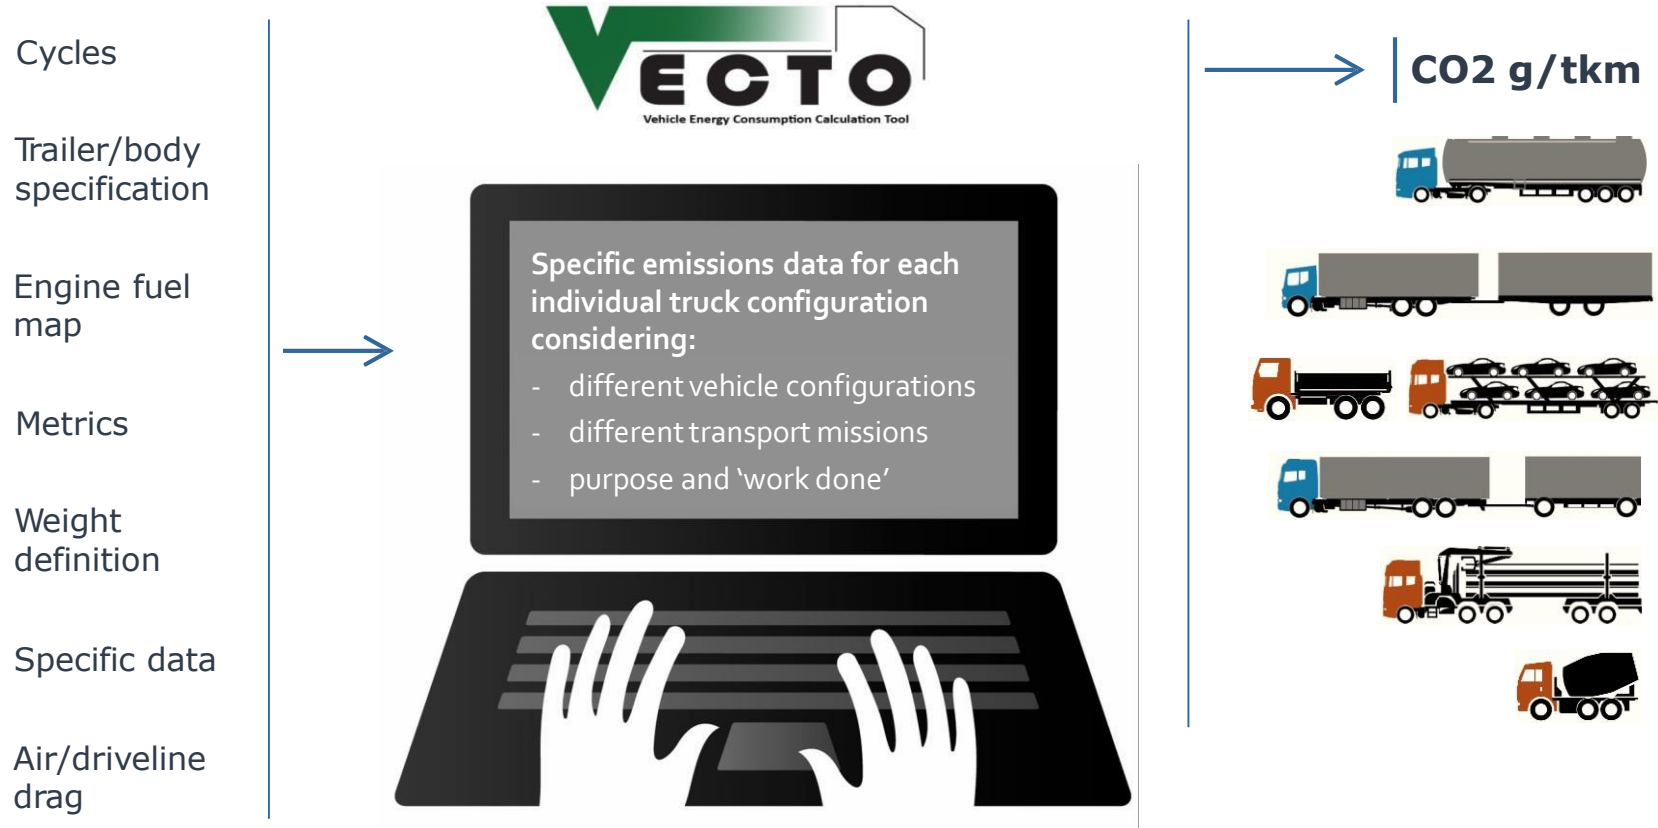 Cycles
Trailer/body
specification
Engine fuel
map
Metrics
Weight
definition
Specific data
Air/driveline
drag
VECTO
Vehicle Energy Consumption Calculation Tool
Specific emissions data for each
individual truck configuration
considering:
- different vehicle configurations
- different transport missions
- purpose and ‘work done’
CO2 g/tkm